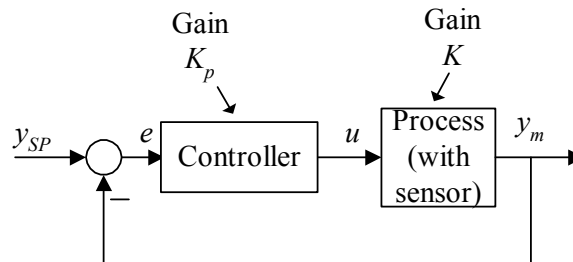 Gain
K_p
Gain
K
y_SP
e
Controller
u
Process
(with
sensor)
y_m
−